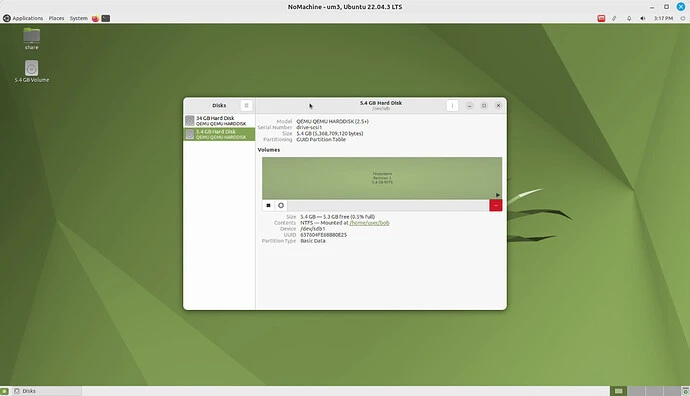 NoMachine - um3, Ubuntu 22.04.3 LTS
Applications Places System
3:17 PM
share
5.4 GB Volume
Disks
5.4 GB Hard Disk
/dev/sdb
34 GB Hard Disk
QEMU QEMU HARDDISK
5.4 GB Hard Disk
QEMU QEMU HARDDISK
Model QEMU QEMU HARDDISK (2.5+)
Serial Number drive-scsi1
Size 5.4 GB (5,368,709,120 bytes)
Partitioning GUID Partition Table
Volumes
Filesystem
Partition 1
5.4 GB NTFS
Size 5.4 GB — 5.3 GB free (0.5% full)
Contents NTFS — Mounted at /home/user/bob
Device /dev/sdb1
UUID 637604FE68BB0E25
Partition Type Basic Data
Disks